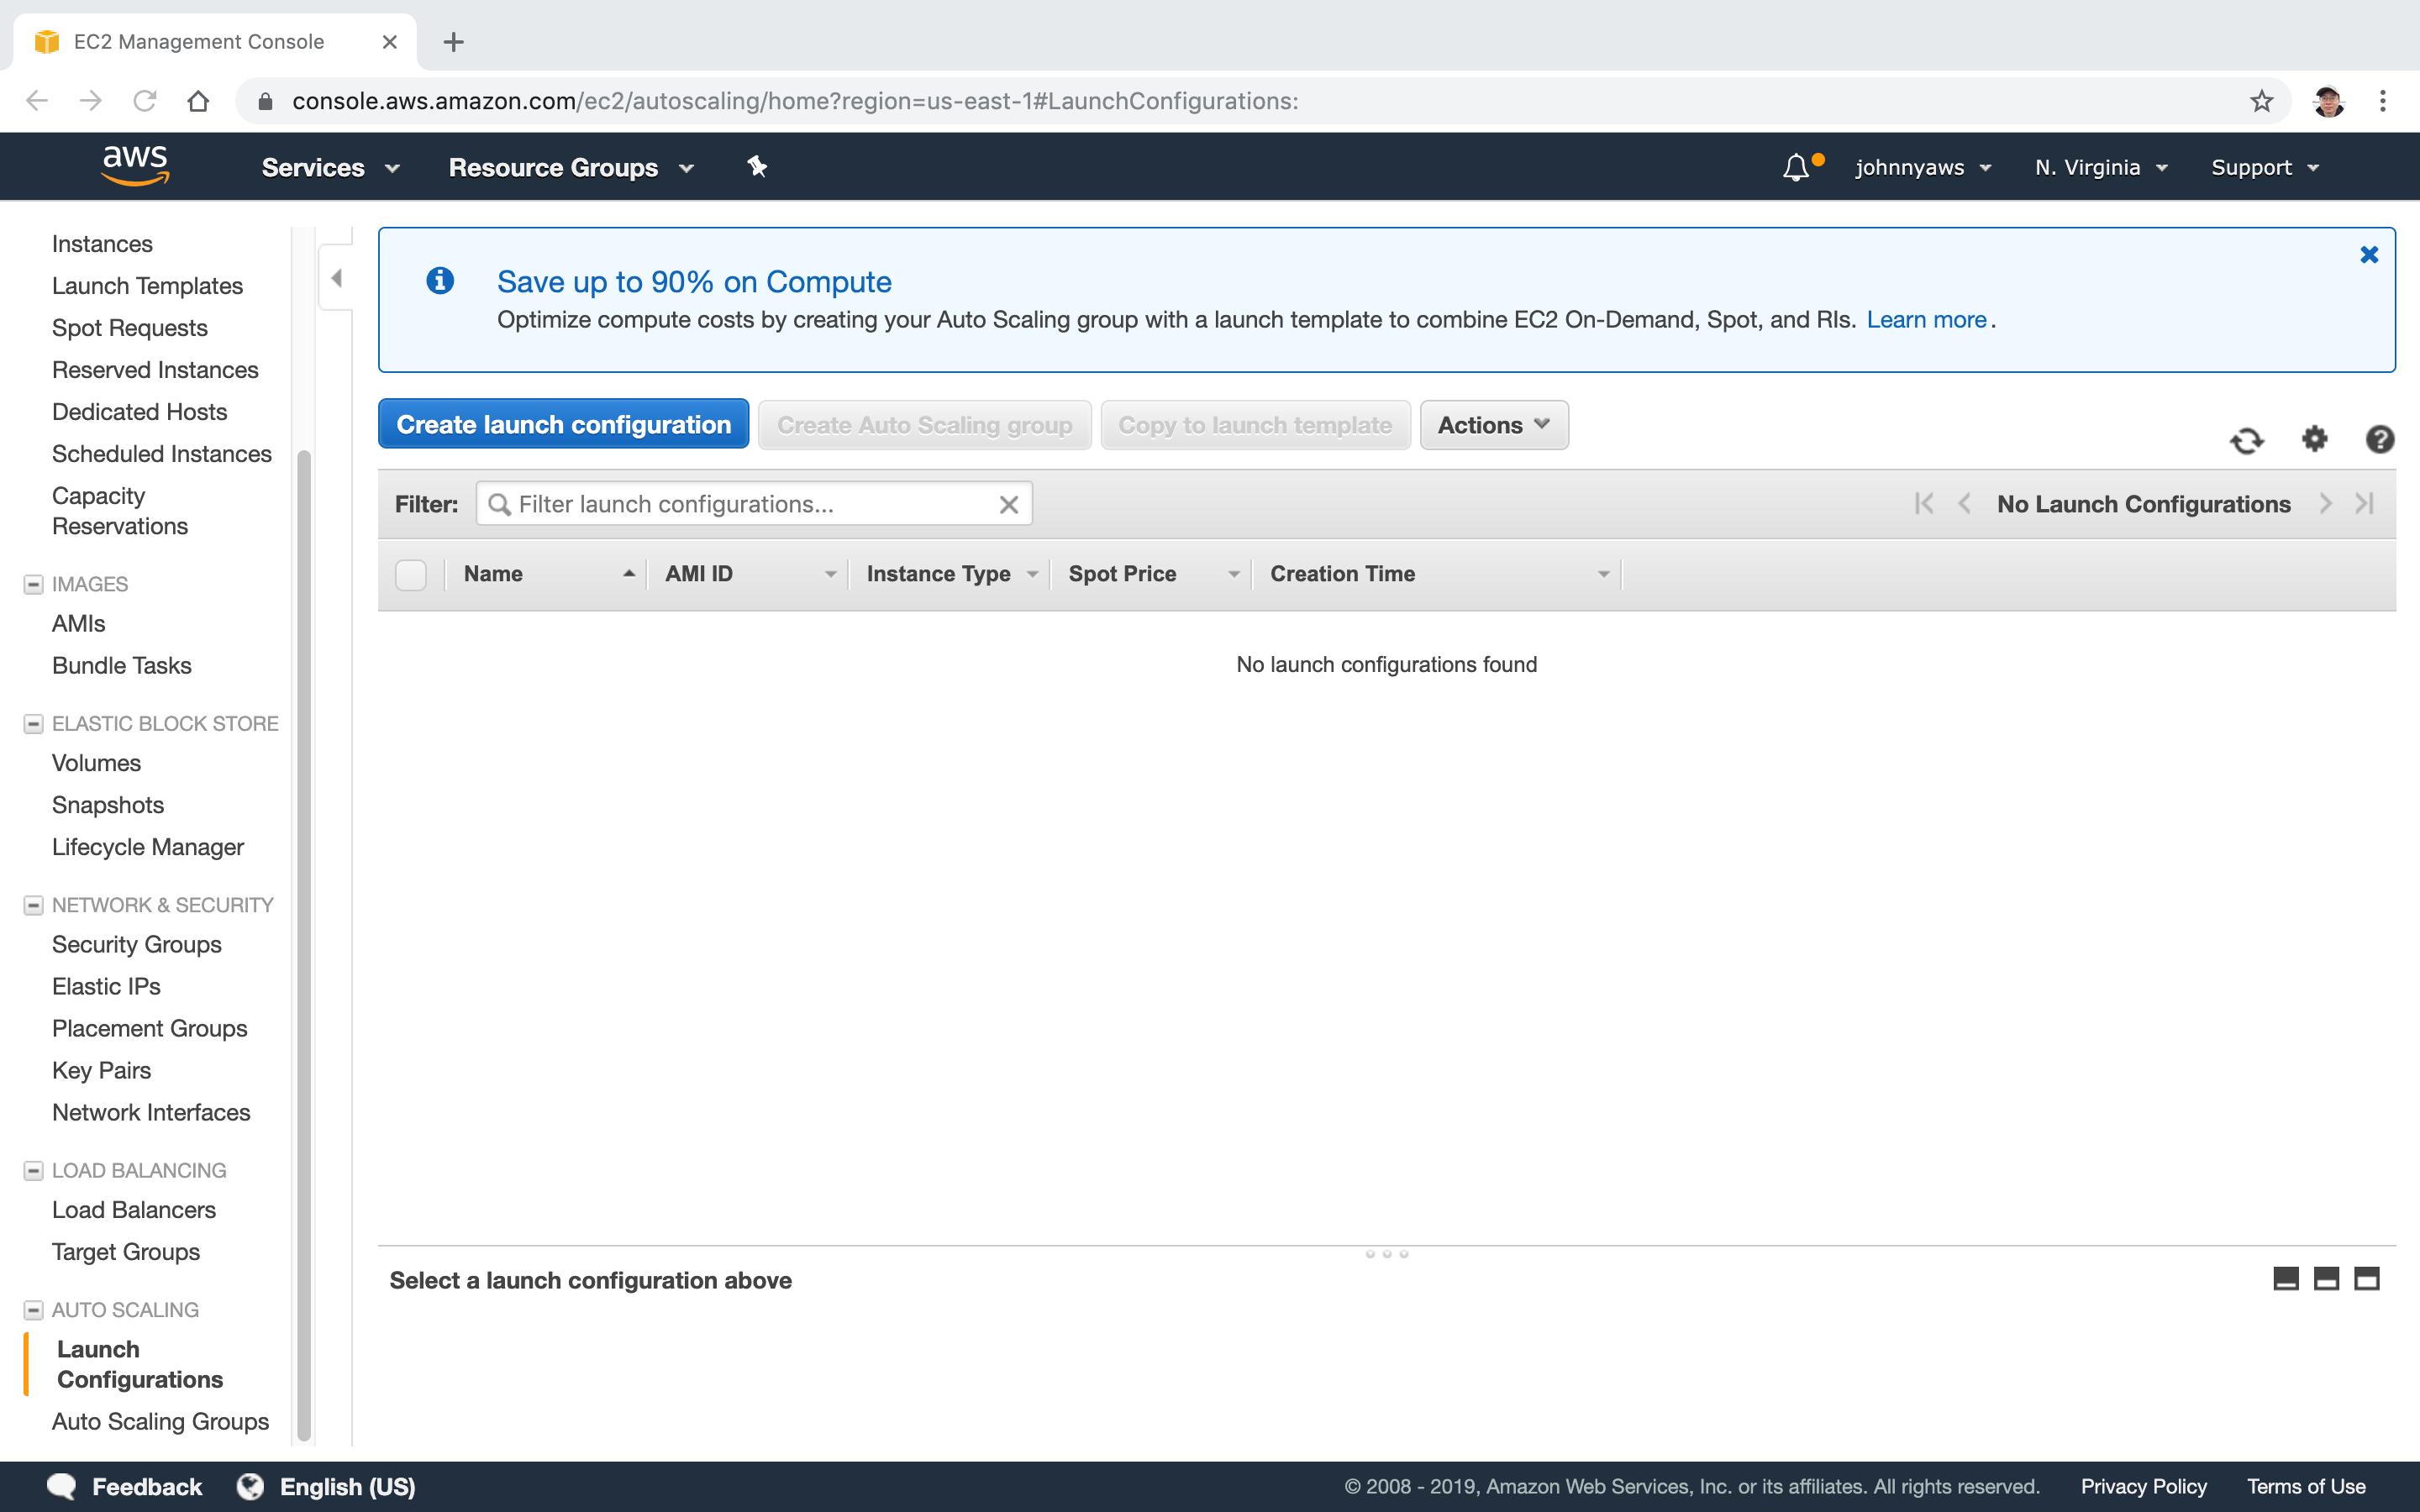 EC2 Management Console
console.aws.amazon.com/ec2/autoscaling/home?region=us-east-1#LaunchConfigurations:
aws
Services
Resource Groups
johnnyaws
N. Virginia
Support
Instances
Launch Templates
Spot Requests
Reserved Instances
Dedicated Hosts
Scheduled Instances
Capacity
Reservations
IMAGES
AMIs
Bundle Tasks
ELASTIC BLOCK STORE
Volumes
Snapshots
Lifecycle Manager
NETWORK & SECURITY
Security Groups
Elastic IPs
Placement Groups
Key Pairs
Network Interfaces
LOAD BALANCING
Load Balancers
Target Groups
AUTO SCALING
Launch
Configurations
Auto Scaling Groups
Save up to 90% on Compute
Optimize compute costs by creating your Auto Scaling group with a launch template to combine EC2 On-Demand, Spot, and RIs. Learn more.
Create launch configuration
Create Auto Scaling group
Copy to launch template
Actions
Filter:
Filter launch configurations...
No Launch Configurations
Name
AMI ID
Instance Type
Spot Price
Creation Time
No launch configurations found
Select a launch configuration above
Feedback
English (US)
© 2008 - 2019, Amazon Web Services, Inc. or its affiliates. All rights reserved.
Privacy Policy
Terms of Use